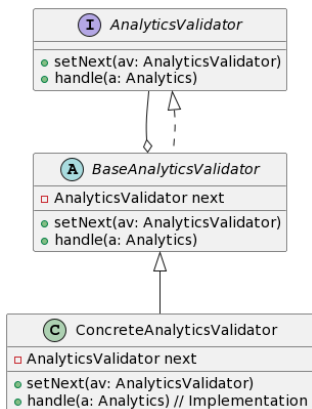 I AnalyticsValidator
setNext(av: AnalyticsValidator)
handle(a: Analytics)
A BaseAnalyticsValidator
AnalyticsValidator next
setNext(av: AnalyticsValidator)
handle(a: Analytics)
C ConcreteAnalyticsValidator
AnalyticsValidator next
setNext(av: AnalyticsValidator)
handle(a: Analytics) // Implementation